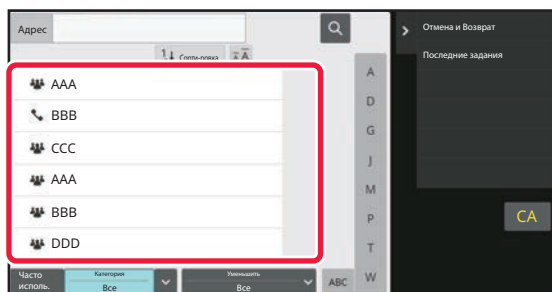 Адрес
Сорти-ровка
AAA
BBB
CCC
AAA
BBB
DDD
A
D
G
J
M
P
T
W
Часто
исполь.
Категория
Все
Уменьшить
Все
ABC
Отмена и Возврат
Последние задания
CA